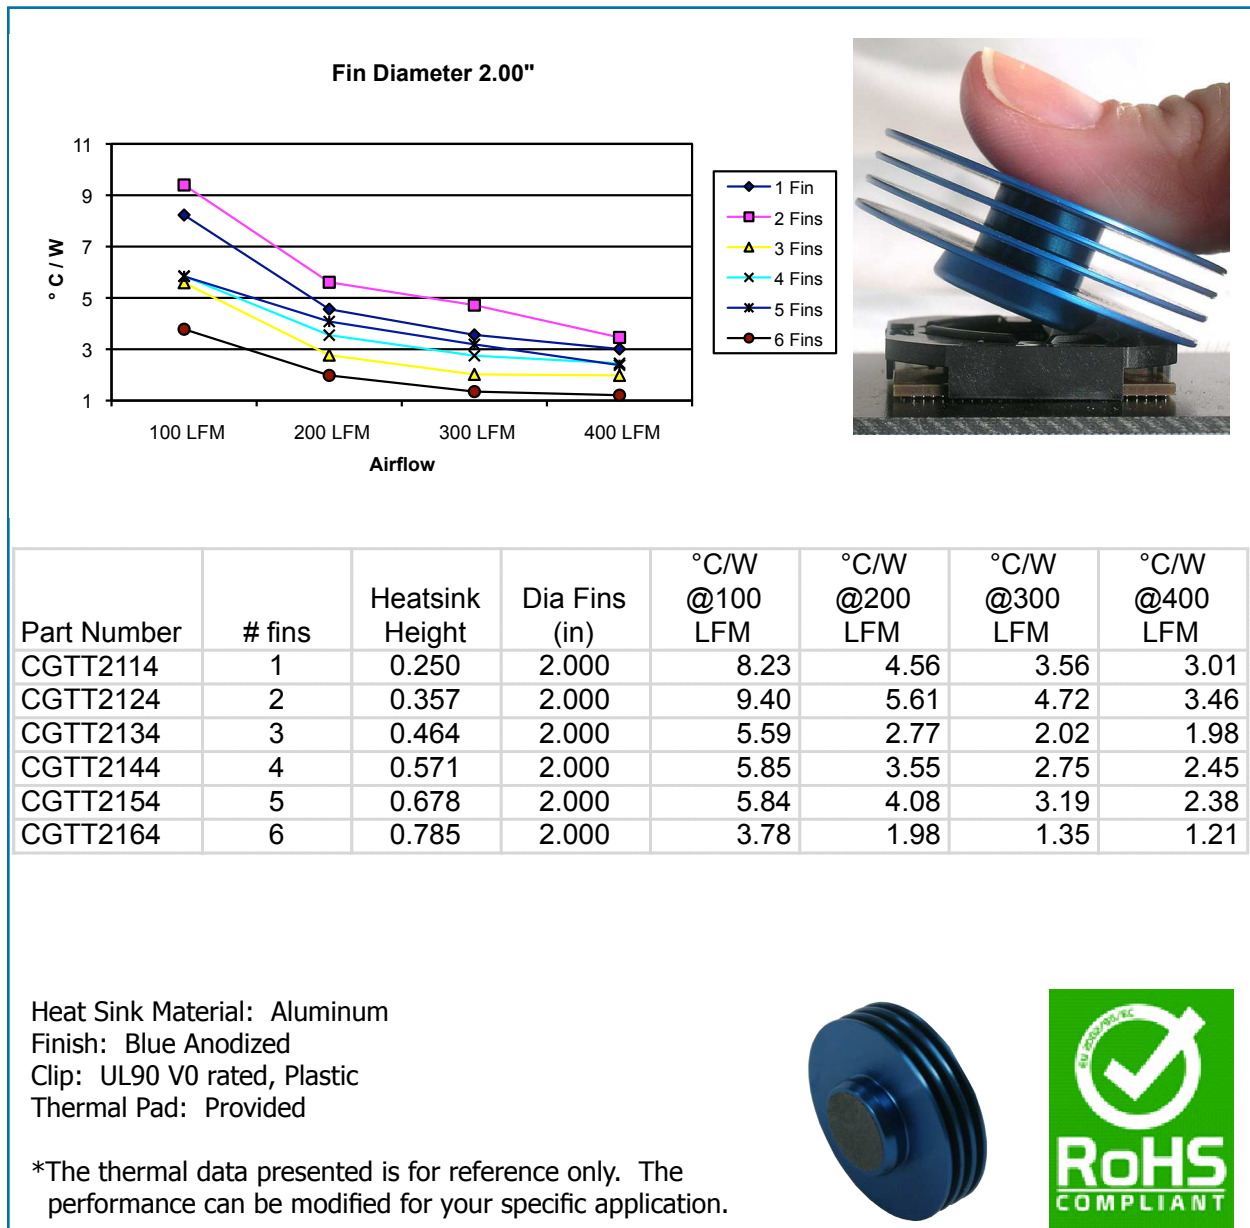 Fin Diameter 2.00"
11
9
7
5
3
1
° C / W
100 LFM 200 LFM 300 LFM 400 LFM
Airflow
1 Fin
2 Fins
3 Fins
4 Fins
5 Fins
6 Fins
Part Number # fins Heatsink Height Dia Fins (in) °C/W @100 LFM °C/W @200 LFM °C/W @300 LFM °C/W @400 LFM
CGTT2114 1 0.250 2.000 8.23 4.56 3.56 3.01
CGTT2124 2 0.357 2.000 9.40 5.61 4.72 3.46
CGTT2134 3 0.464 2.000 5.59 2.77 2.02 1.98
CGTT2144 4 0.571 2.000 5.85 3.55 2.75 2.45
CGTT2154 5 0.678 2.000 5.84 4.08 3.19 2.38
CGTT2164 6 0.785 2.000 3.78 1.98 1.35 1.21
Heat Sink Material: Aluminum
Finish: Blue Anodized
Clip: UL90 V0 rated, Plastic
Thermal Pad: Provided
*The thermal data presented is for reference only. The
performance can be modified for your specific application.
EU 2002/95/EC
RoHS
COMPLIANT